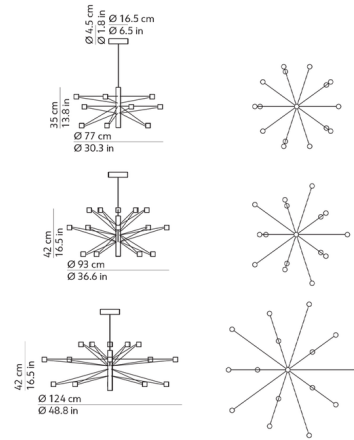 Ø 4.5 cm
Ø 1.8 in
Ø 16.5 cm
Ø 6.5 in
35 cm
13.8 in
Ø 77 cm
Ø 30.3 in
42 cm
16.5 in
Ø 93 cm
Ø 36.6 in
42 cm
16.5 in
Ø 124 cm
Ø 48.8 in